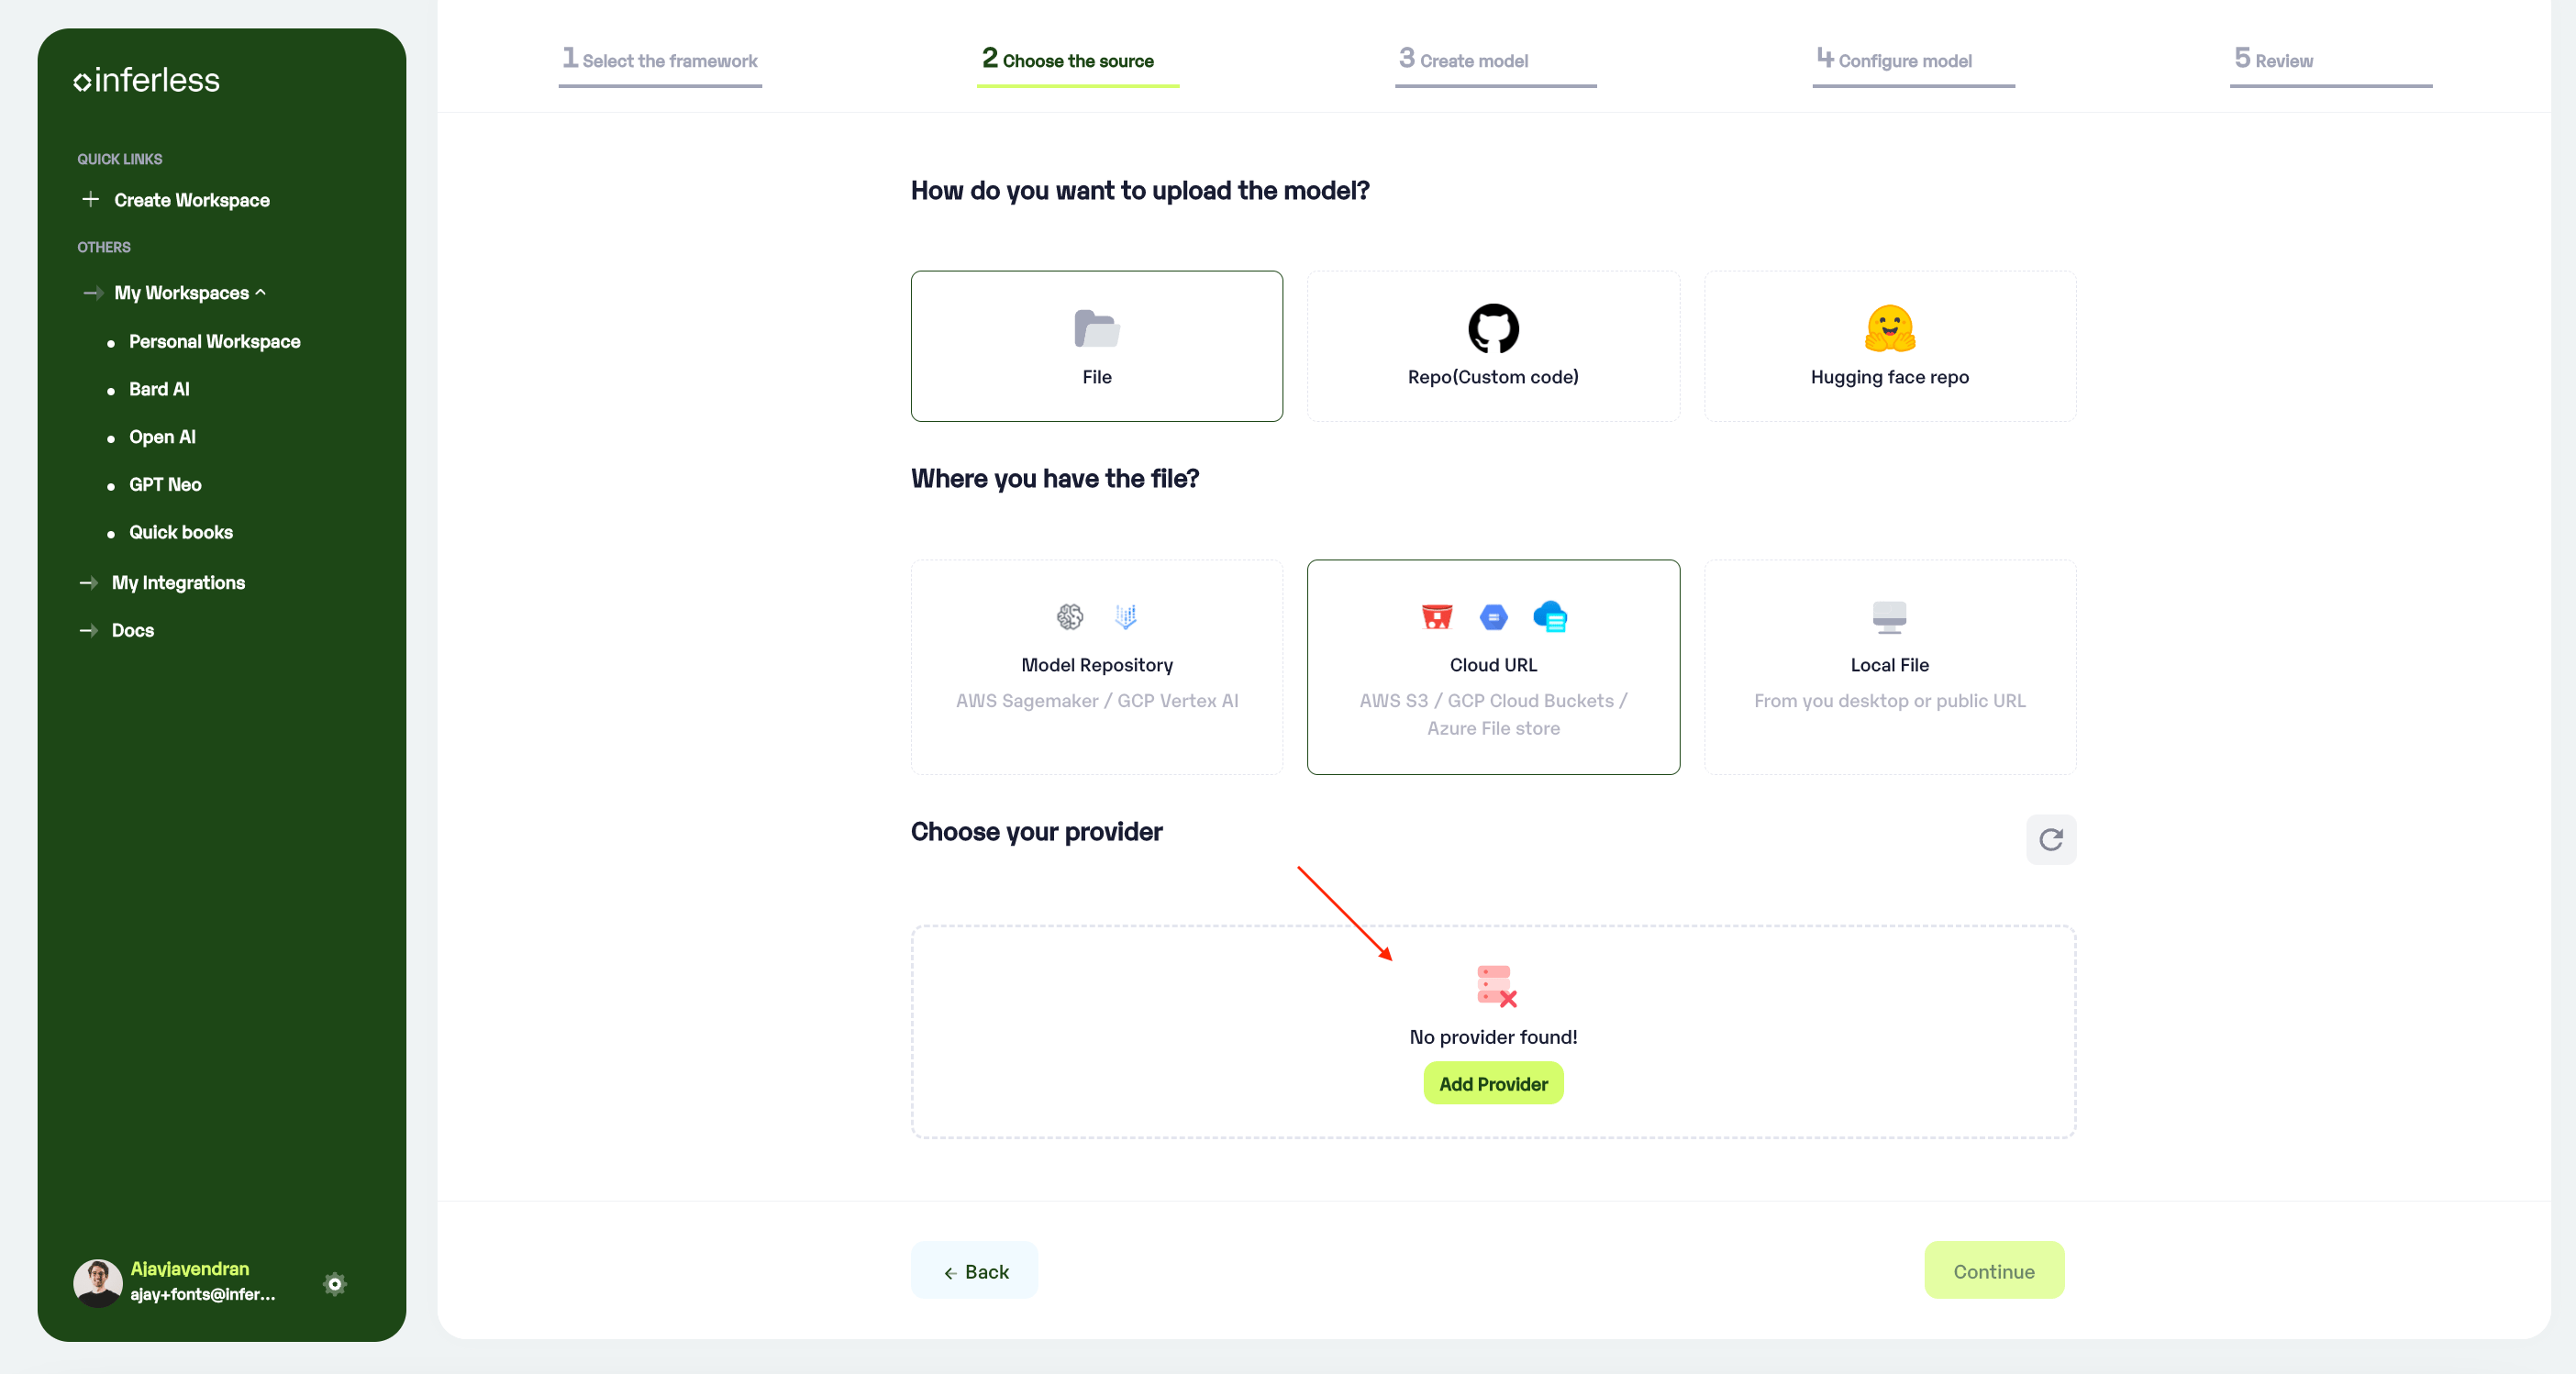 inferless
QUICK LINKS
Create Workspace
OTHERS
My Workspaces
Personal Workspace
Bard AI
Open AI
GPT Neo
Quick books
My Integrations
Docs
Ajayjayendran
ajay+fonts@infer...
1 Select the framework
2 Choose the source
3 Create model
4 Configure model
5 Review
How do you want to upload the model?
File
Repo(Custom code)
Hugging face repo
Where you have the file?
Model Repository
AWS Sagemaker / GCP Vertex AI
Cloud URL
AWS S3 / GCP Cloud Buckets /
Azure File store
Local File
From you desktop or public URL
Choose your provider
No provider found!
Add Provider
Back
Continue